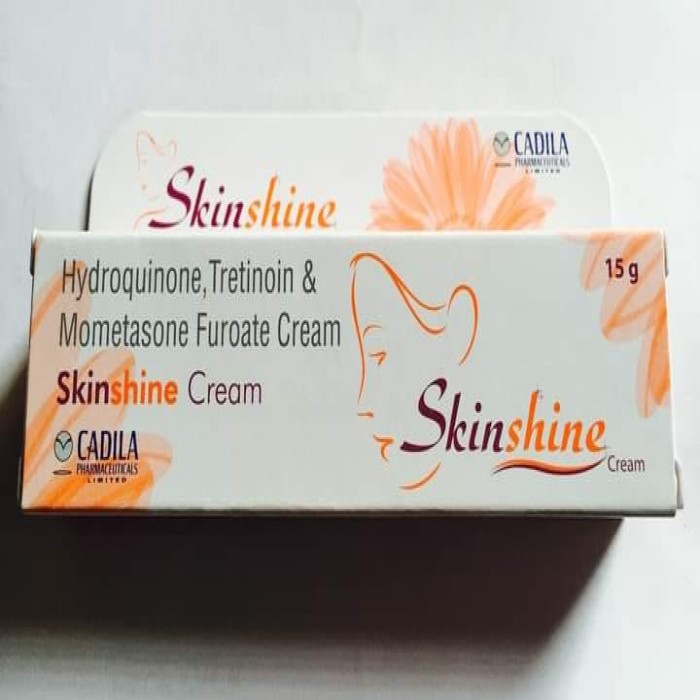 Skinshine
CADILA
PHARMACEUTICALS
LIMITED
Hydroquinone, Tretinoin &
Mometasone Furoate Cream
Skinshine Cream
CADILA
PHARMACEUTICALS
LIMITED
15 g
Skinshine
Cream